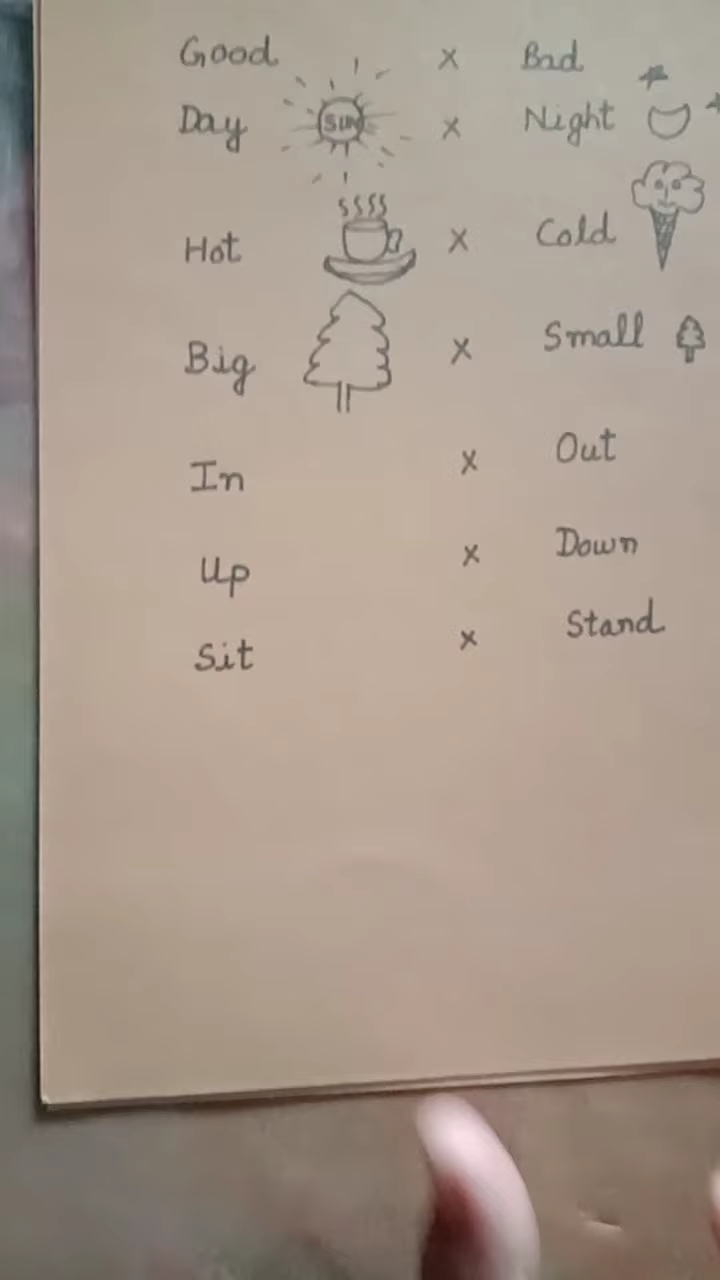 Good x Bad
Day SUN x Night
Hot x Cold
Big x Small
In x Out
Up x Down
Sit x Stand